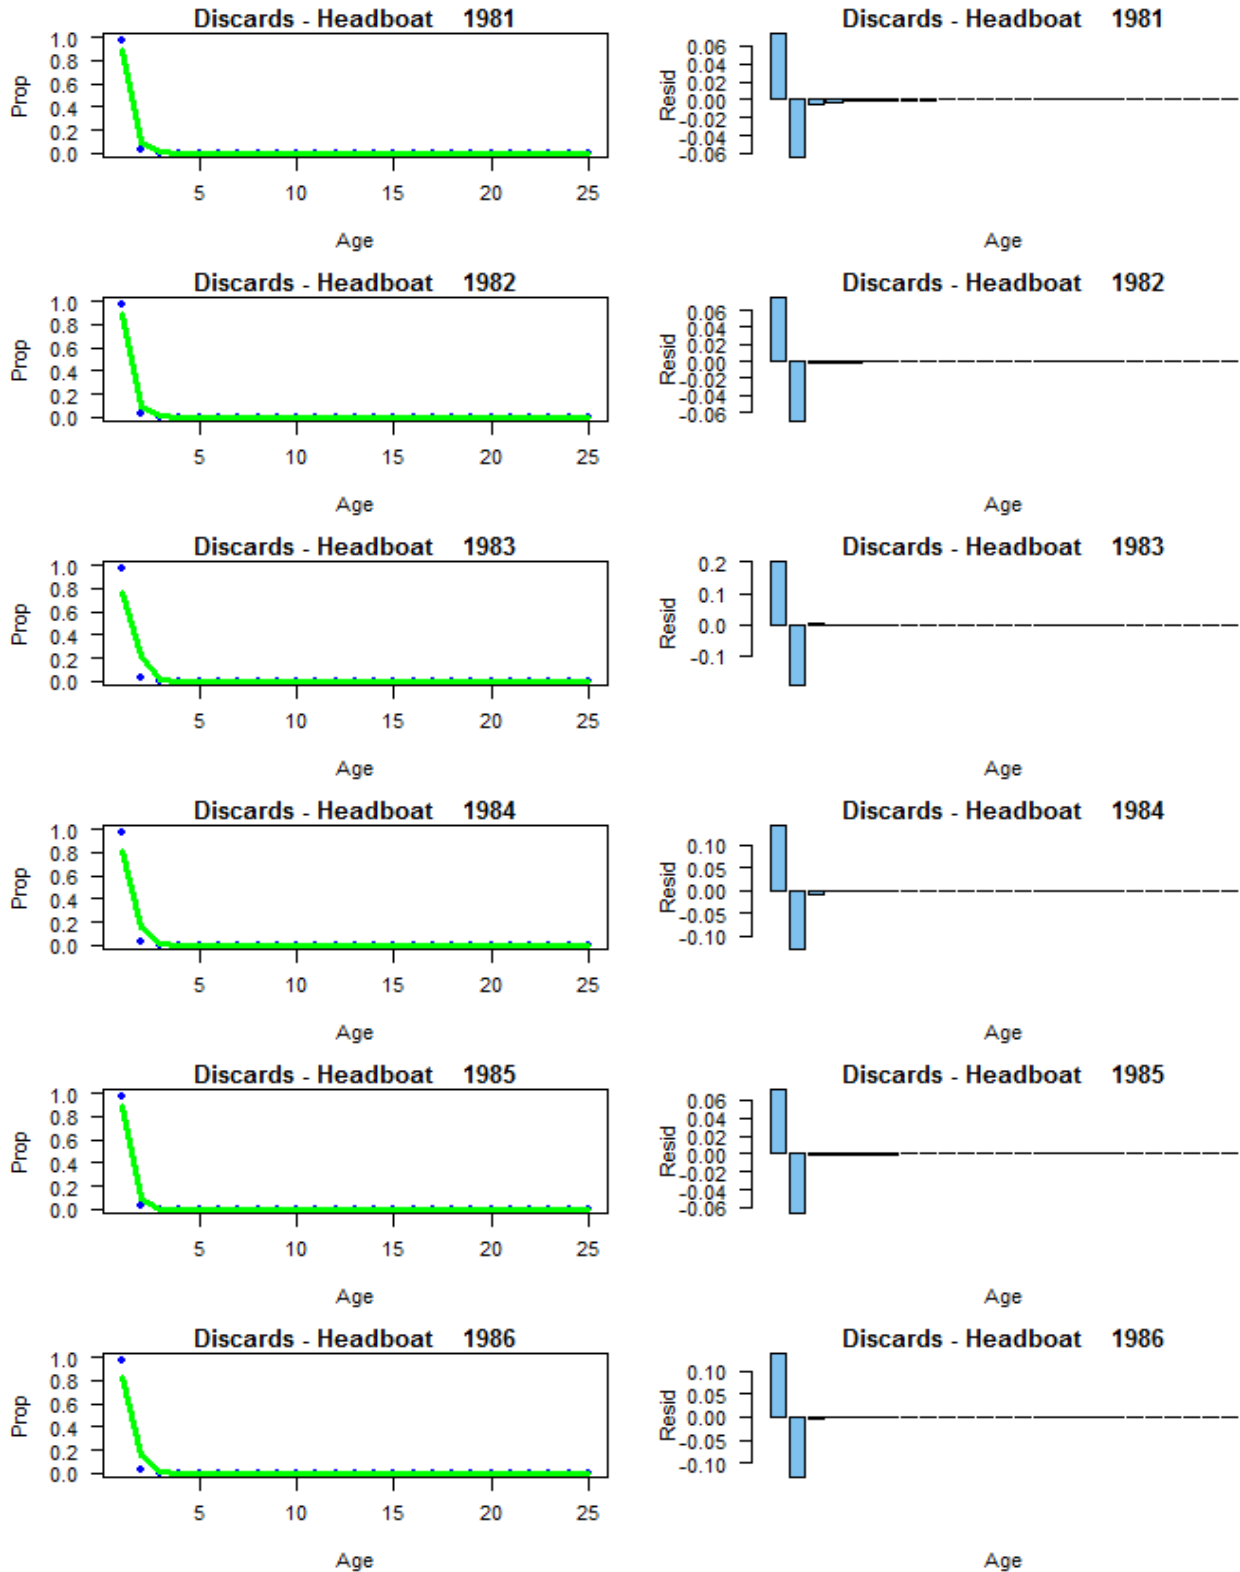 Discards - Headboat 1981
Prop
1.0
0.8
0.6
0.4
0.2
0.0
5 10 15 20 25
Age
Discards - Headboat 1981
Resid
0.06
0.04
0.02
0.00
-0.02
-0.04
-0.06
Age
Discards - Headboat 1982
Prop
1.0
0.8
0.6
0.4
0.2
0.0
5 10 15 20 25
Age
Discards - Headboat 1982
Resid
0.06
0.04
0.02
0.00
-0.02
-0.04
-0.06
Age
Discards - Headboat 1983
Prop
1.0
0.8
0.6
0.4
0.2
0.0
5 10 15 20 25
Age
Discards - Headboat 1983
Resid
0.2
0.1
0.0
-0.1
Age
Discards - Headboat 1984
Prop
1.0
0.8
0.6
0.4
0.2
0.0
5 10 15 20 25
Age
Discards - Headboat 1984
Resid
0.10
0.05
0.00
-0.05
-0.10
Age
Discards - Headboat 1985
Prop
1.0
0.8
0.6
0.4
0.2
0.0
5 10 15 20 25
Age
Discards - Headboat 1985
Resid
0.06
0.04
0.02
0.00
-0.02
-0.04
-0.06
Age
Discards - Headboat 1986
Prop
1.0
0.8
0.6
0.4
0.2
0.0
5 10 15 20 25
Age
Discards - Headboat 1986
Resid
0.10
0.05
0.00
-0.05
-0.10
Age